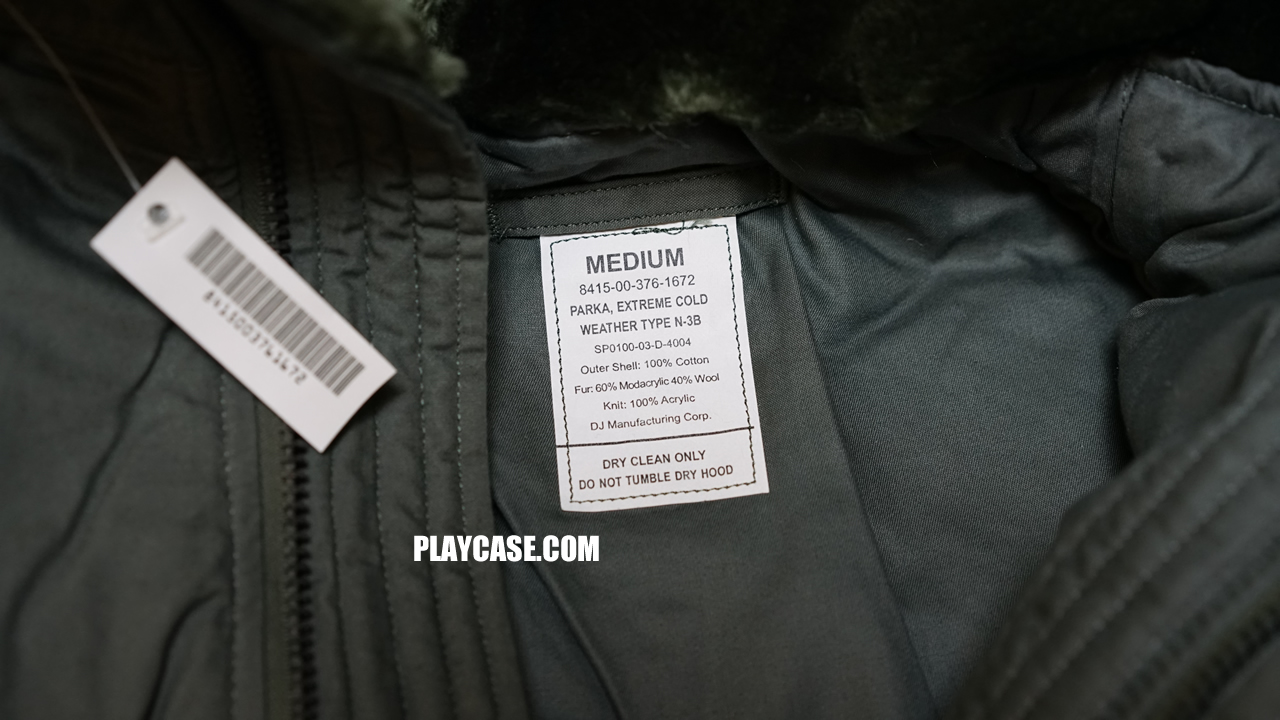 8415003761672
MEDIUM
8415-00-376-1672
PARKA, EXTREME COLD
WEATHER TYPE N-3B
SP0100-03-D-4004
Outer Shell: 100% Cotton
Fur: 60% Modacrylic 40% Wool
Knit: 100% Acrylic
DJ Manufacturing Corp.
DRY CLEAN ONLY
DO NOT TUMBLE DRY HOOD
PLAYCASE.COM